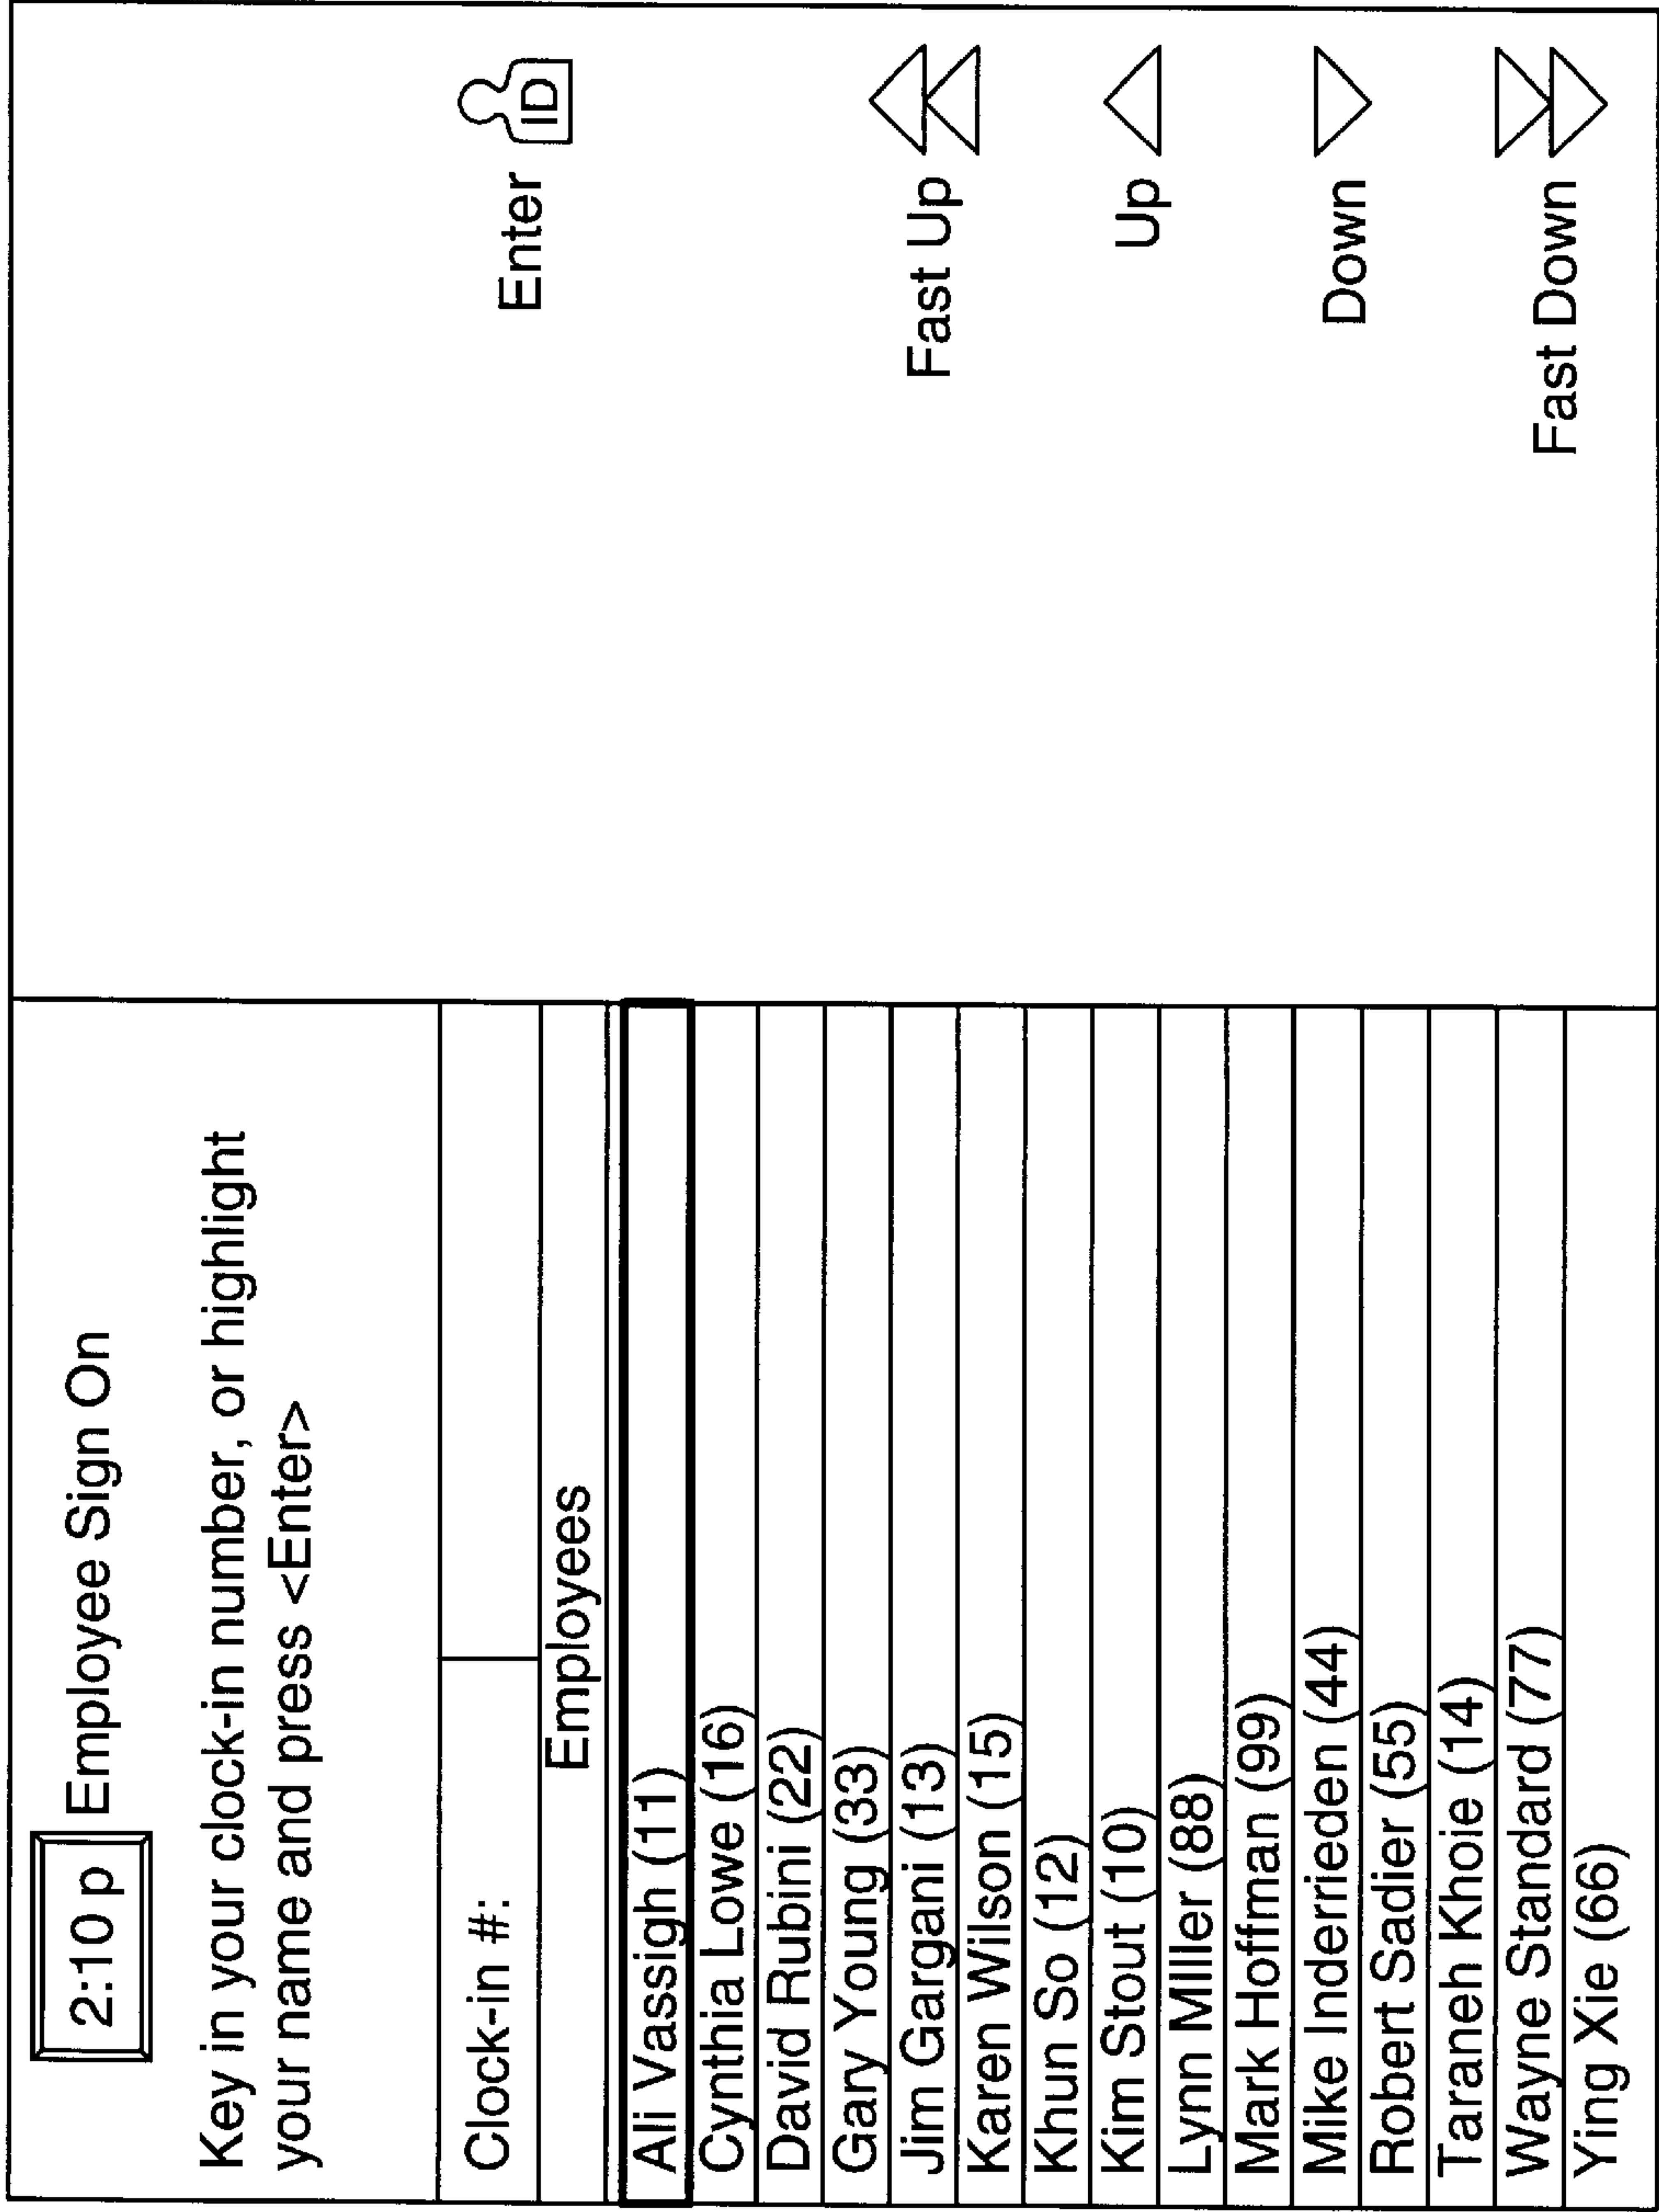 2:10 p Employee Sign On
Key in your clock-in number, or highlight
your name and press <Enter>
Clock-in #:
Employees
Ali Vassigh (11)
Cynthia Lowe (16)
David Rubini (22)
Gary Young (33)
Jim Gargani (13)
Karen Wilson (15)
Khun So (12)
Kim Stout (10)
Lynn MIller (88)
Mark Hoffman (99)
Mike Inderrieden (44)
Robert Sadier (55)
Taraneh Khoie (14)
Wayne Standard (77)
Ying Xie (66)
Enter ID
Fast Up
Up
Down
Fast Down